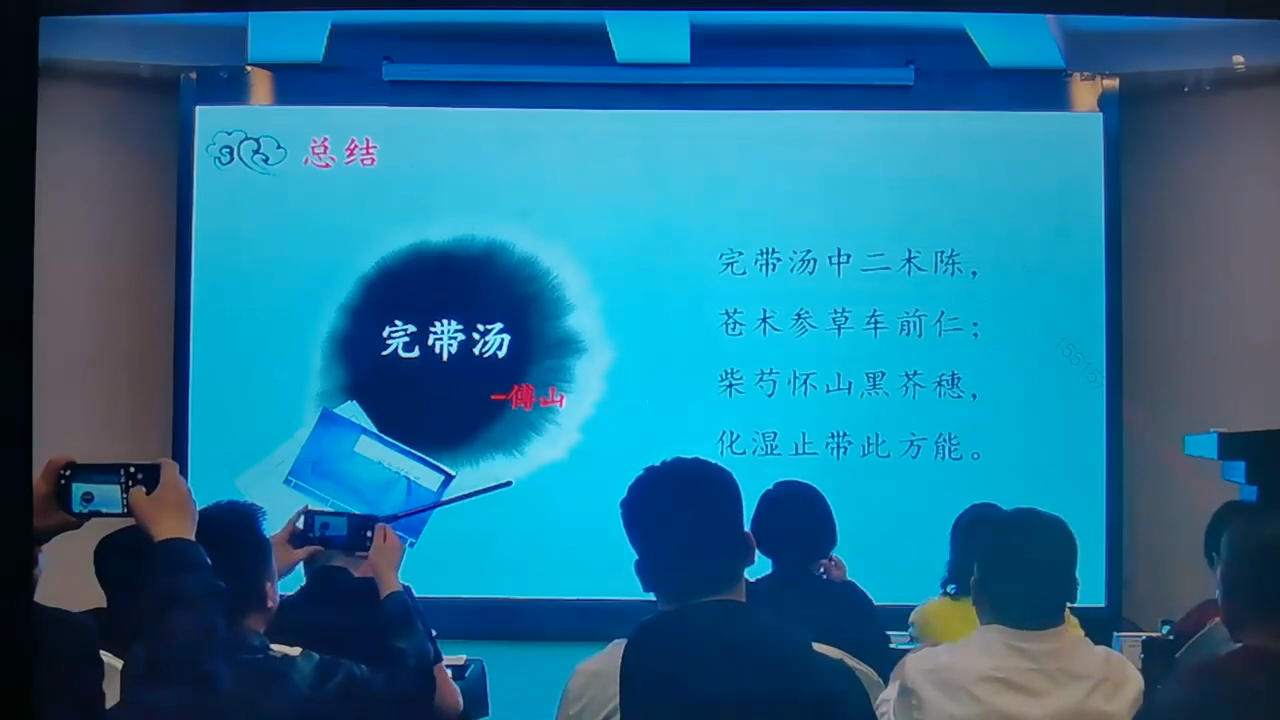 总结
完带汤
-傅山
完带汤中二术陈，
苍术参草车前仁；
柴芍怀山黑芥穗，
化湿止带此方能。